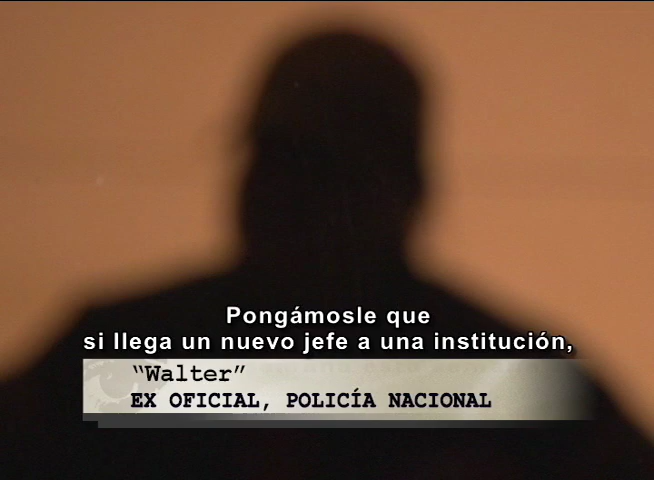 Pongámosle que
si llega un nuevo jefe a una institución,
“Walter”
EX OFICIAL, POLICÍA NACIONAL